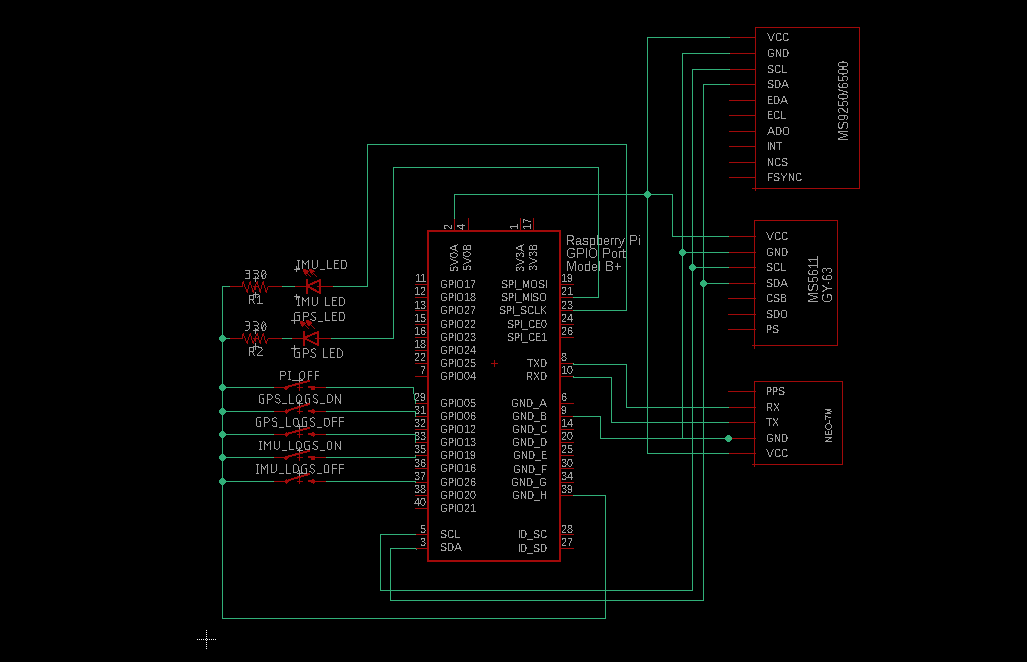 VCC
GND
SCL
SDA
EDA
ECL
ADO
INT
NCS
FSYNC
MS9250/6500
VCC
GND
SCL
SDA
CSB
SDO
PS
MS5611
GY-63
PPS
RX
TX
GND
VCC
NEO-7M
2
4
1
17
5V0A
5V0B
3V3A
3V3B
Raspberry Pi
GPIO Port
Model B+
11 GPIO17 SPI_MOSI 19
12 GPIO18 SPI_MISO 21
13 GPIO27 SPI_SCLK 23
15 GPIO22 SPI_CE0 24
16 GPIO23 SPI_CE1 26
18 GPIO24
22 GPIO25 TXD 8
7 GPIO04 RXD 10
29 GPIO05 GND_A 6
31 GPIO06 GND_B 9
32 GPIO12 GND_C 14
33 GPIO13 GND_D 20
35 GPIO19 GND_E 25
36 GPIO16 GND_F 30
37 GPIO26 GND_G 34
38 GPIO20 GND_H 39
40 GPIO21
5 SCL ID_SC 28
3 SDA ID_SD 27
330
R1
IMU_LED
IMU LED
330
R2
GPS_LED
GPS LED
PI_OFF
GPS_LOGS_ON
GPS_LOGS_OFF
IMU_LOGS_ON
IMU_LOGS_OFF